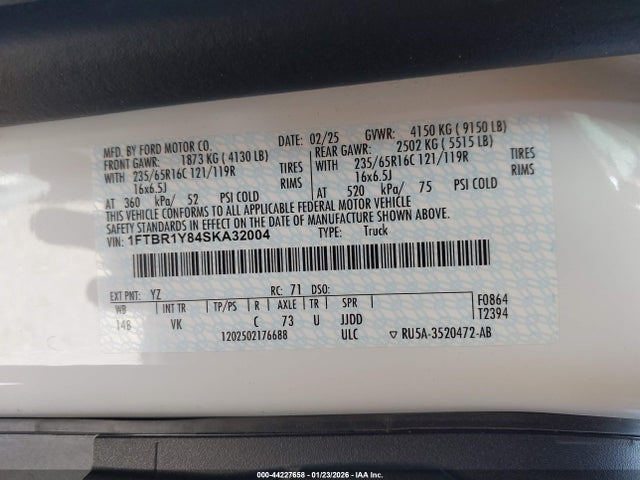 MFD. BY FORD MOTOR CO. DATE: 02/25 GVWR: 4150 KG ( 9150 LB)
FRONT GAWR: 1873 KG ( 4130 LB) REAR GAWR: 2502 KG ( 5515 LB)
WITH 235/65R16C 121/119R TIRES WITH 235/65R16C 121/119R TIRES
16x6.5J RIMS 16x6.5J RIMS
AT 360 kPa/ 52 PSI COLD AT 520 kPa/ 75 PSI COLD
THIS VEHICLE CONFORMS TO ALL APPLICABLE FEDERAL MOTOR VEHICLE
SAFETY STANDARDS IN EFFECT ON THE DATE OF MANUFACTURE SHOWN ABOVE.
VIN: 1FTBR1Y84SKA32004 TYPE: Truck
EXT PNT: YZ RC: 71 DSO:
WB INT TR TP/PS R AXLE TR SPR F0864
14B VK C 73 U JJDD T2394
1202502176688 ULC ▽ RU5A-3520472-AB
000-44227658 - 01/23/2026 - IAA Inc.